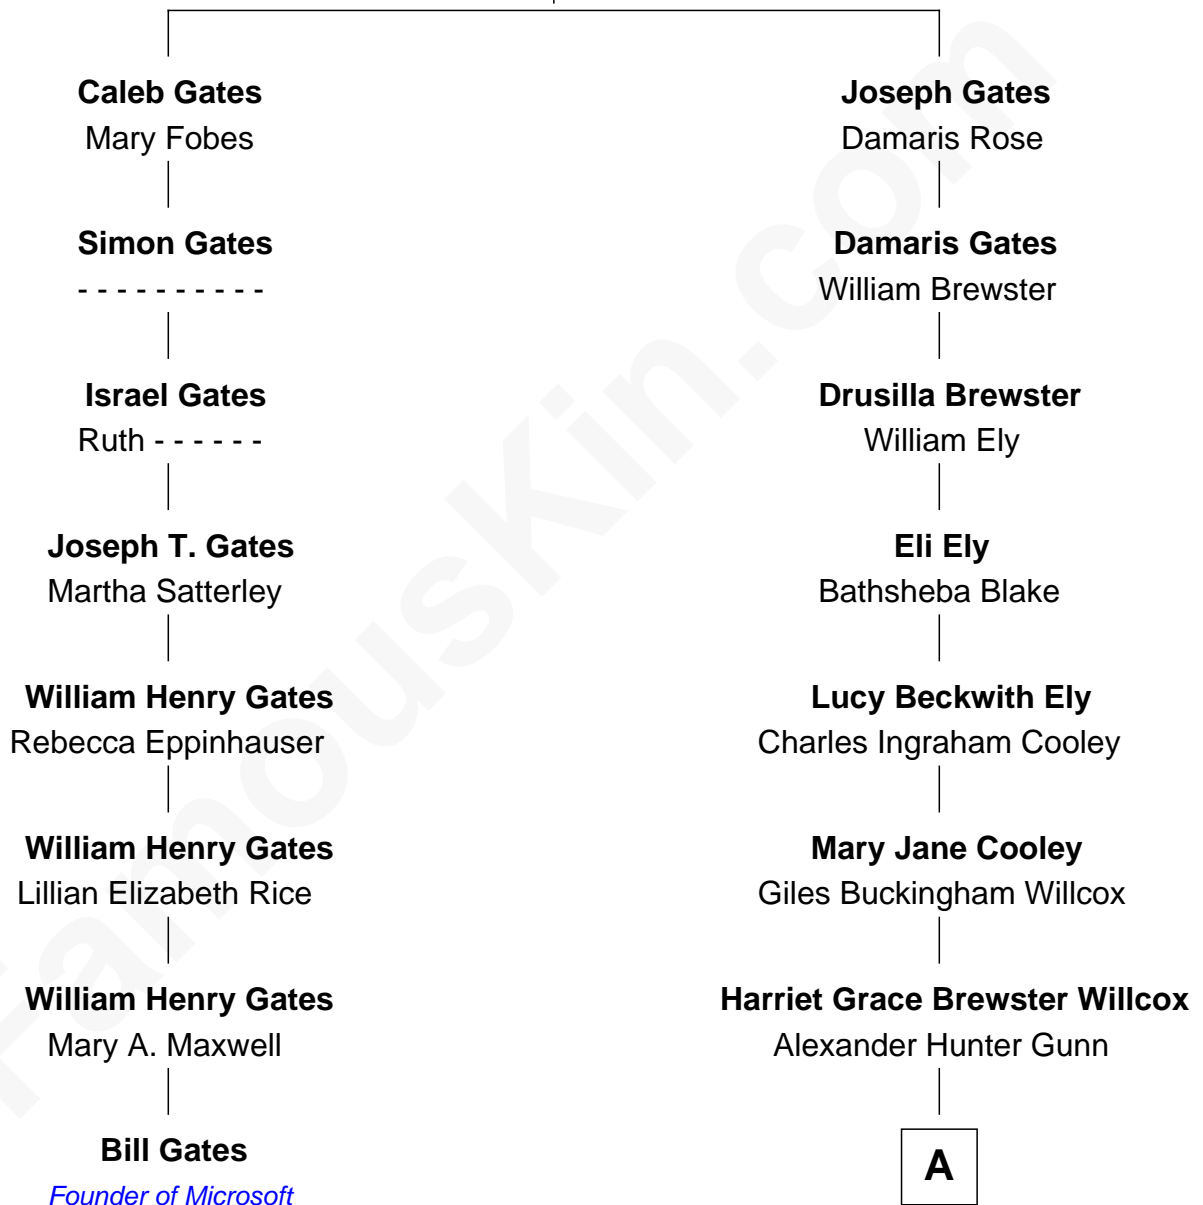 Caleb Gates
Mary Fobes
Simon Gates
- - - - - - - - - -
Israel Gates
Ruth - - - - - -
Joseph T. Gates
Martha Satterley
William Henry Gates
Rebecca Eppinhauser
William Henry Gates
Lillian Elizabeth Rice
William Henry Gates
Mary A. Maxwell
Bill Gates
Founder of Microsoft
Joseph Gates
Damaris Rose
Damaris Gates
William Brewster
Drusilla Brewster
William Ely
Eli Ely
Bathsheba Blake
Lucy Beckwith Ely
Charles Ingraham Cooley
Mary Jane Cooley
Giles Buckingham Willcox
Harriet Grace Brewster Willcox
Alexander Hunter Gunn
A
FamousKin.com